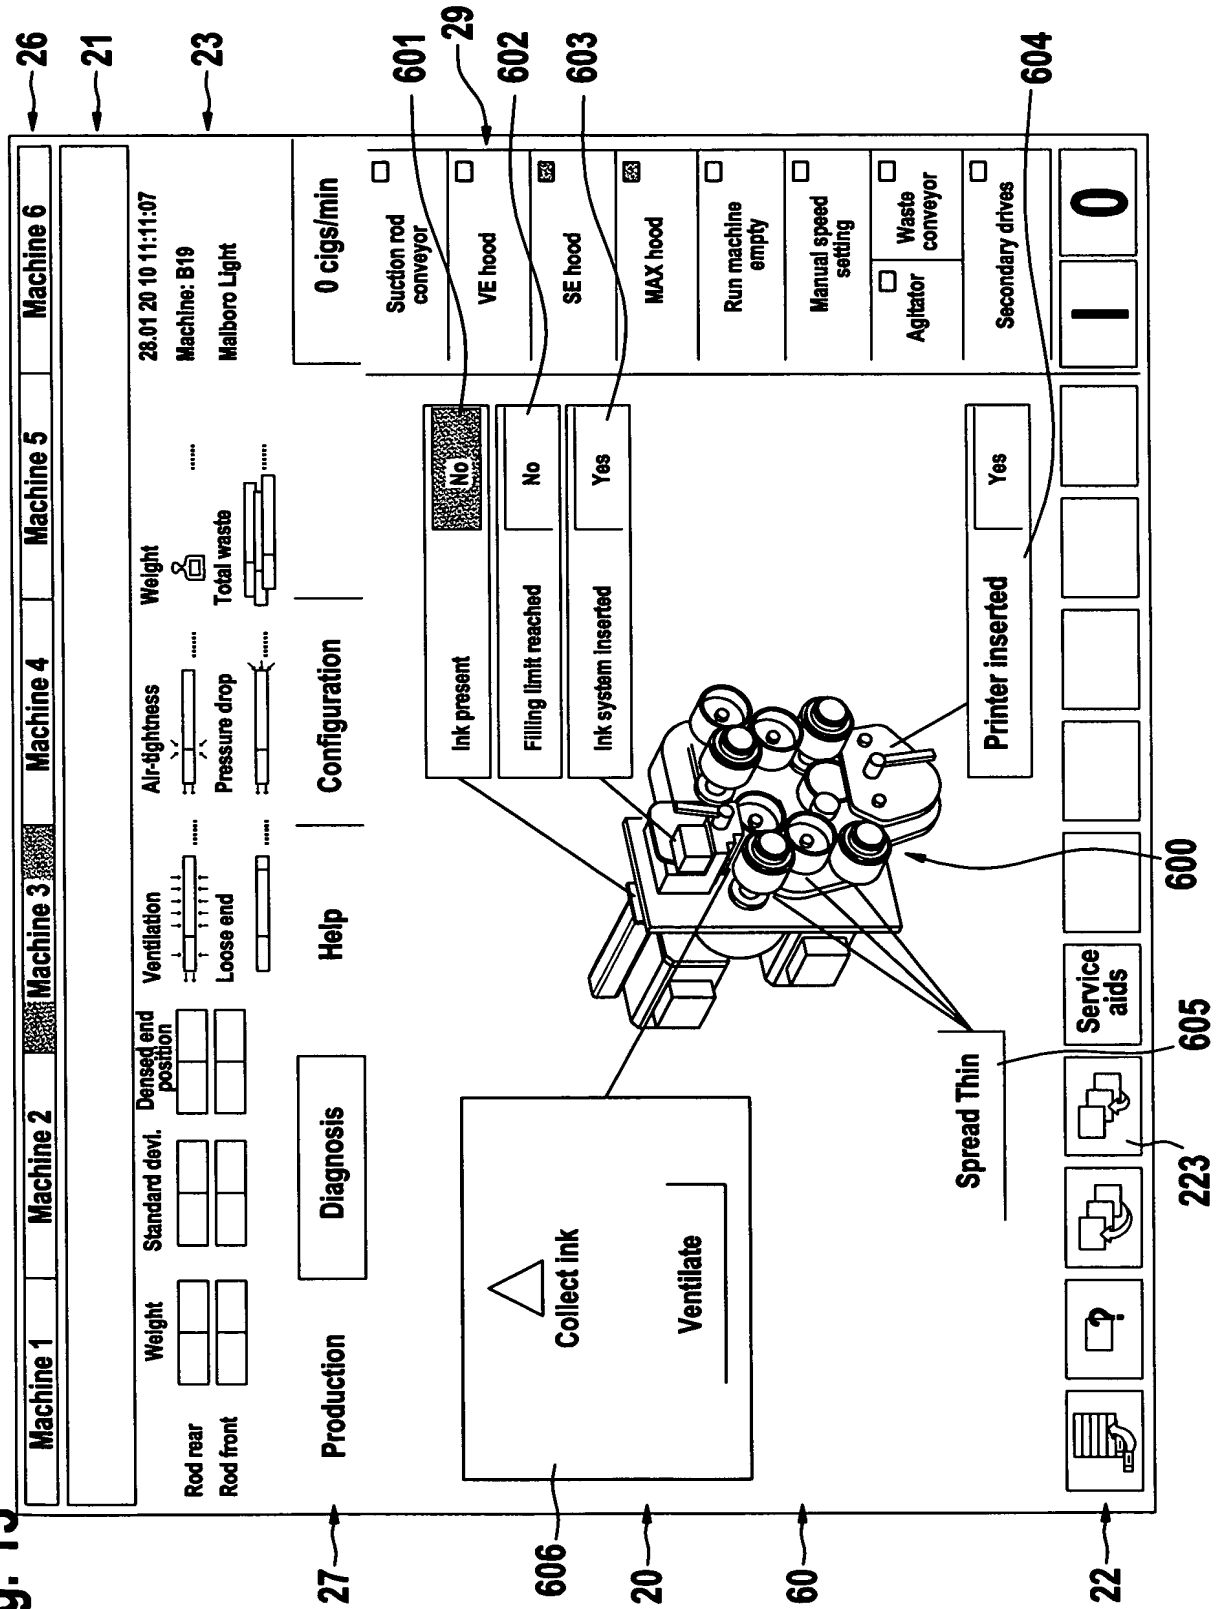 Machine 1 Machine 2 Machine 3 Machine 4 Machine 5 Machine 6
26
21
23
Weight Standard devi. Densed end
position
Ventilation Air-tightness Weight
28.01 20 10 11:11:07
Rod rear
Machine: B19
Rod front
Loose end Pressure drop Total waste
Malboro Light
27
Production Diagnosis Help Configuration
0 cigs/min
601
29
602
603
604
Suction rod
conveyor
VE hood
SE hood
MAX hood
Run machine
empty
Manual speed
setting
Agitator
Waste
conveyor
Secondary drives
Ink present No
Filling limit reached No
Ink system inserted Yes
Printer inserted Yes
606
Collect ink
Ventilate
20
60
Spread Thin
600
605
223
22
?
Service
aids
I 0